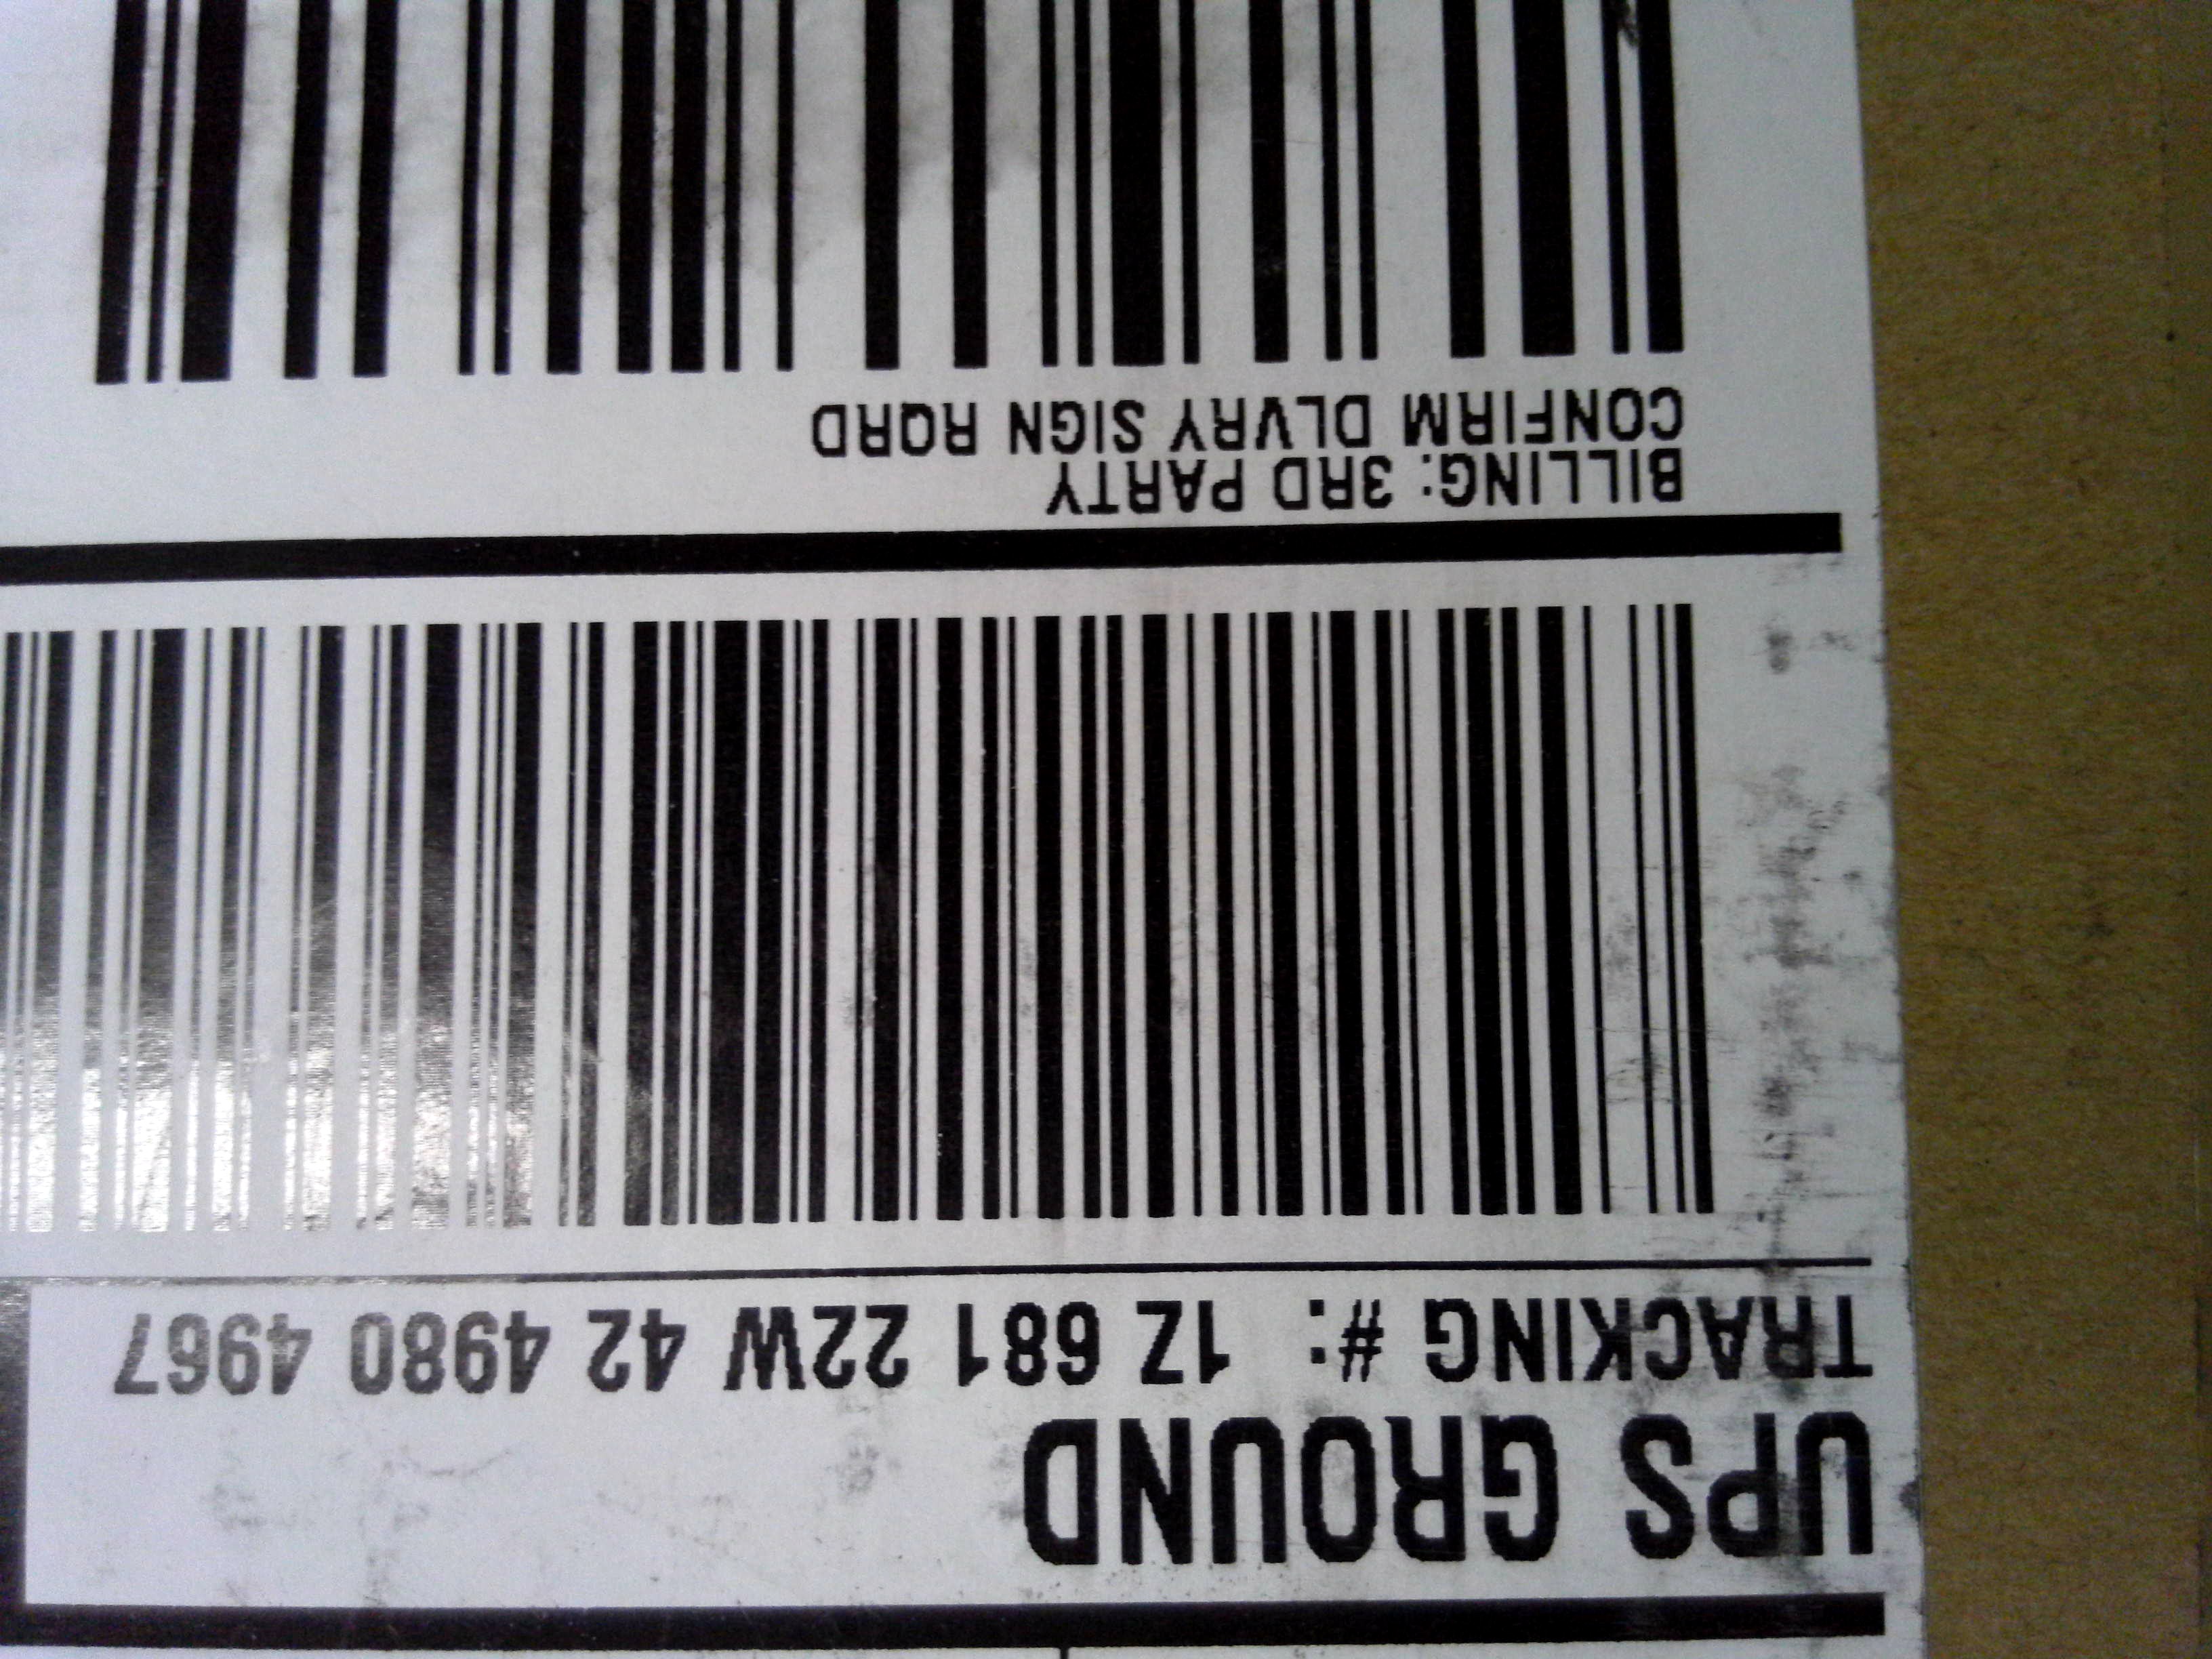 UPS GROUND
TRACKING #: 1Z 681 22W 42 4980 4967
BILLING: 3RD PARTY
CONFIRM DLVRY SIGN RQRD